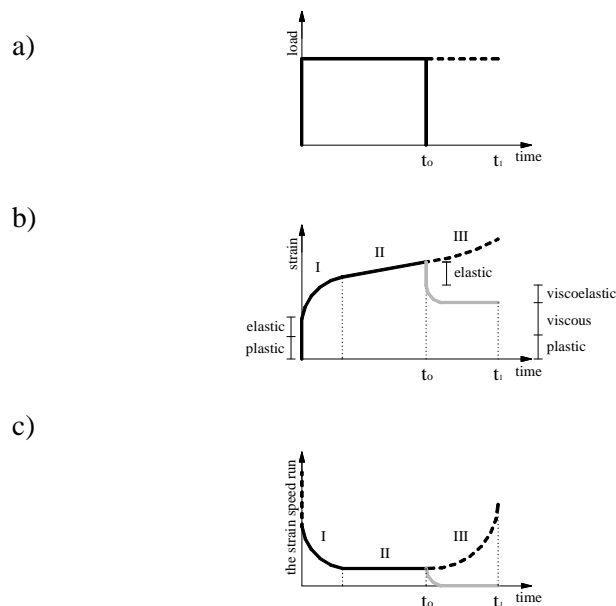 a)
load
t₀
t₁
time
b)
strain
I
II
III
elastic
elastic
plastic
viscoelastic
viscous
plastic
t₀
t₁
time
c)
the strain speed run
I
II
III
t₀
t₁
time